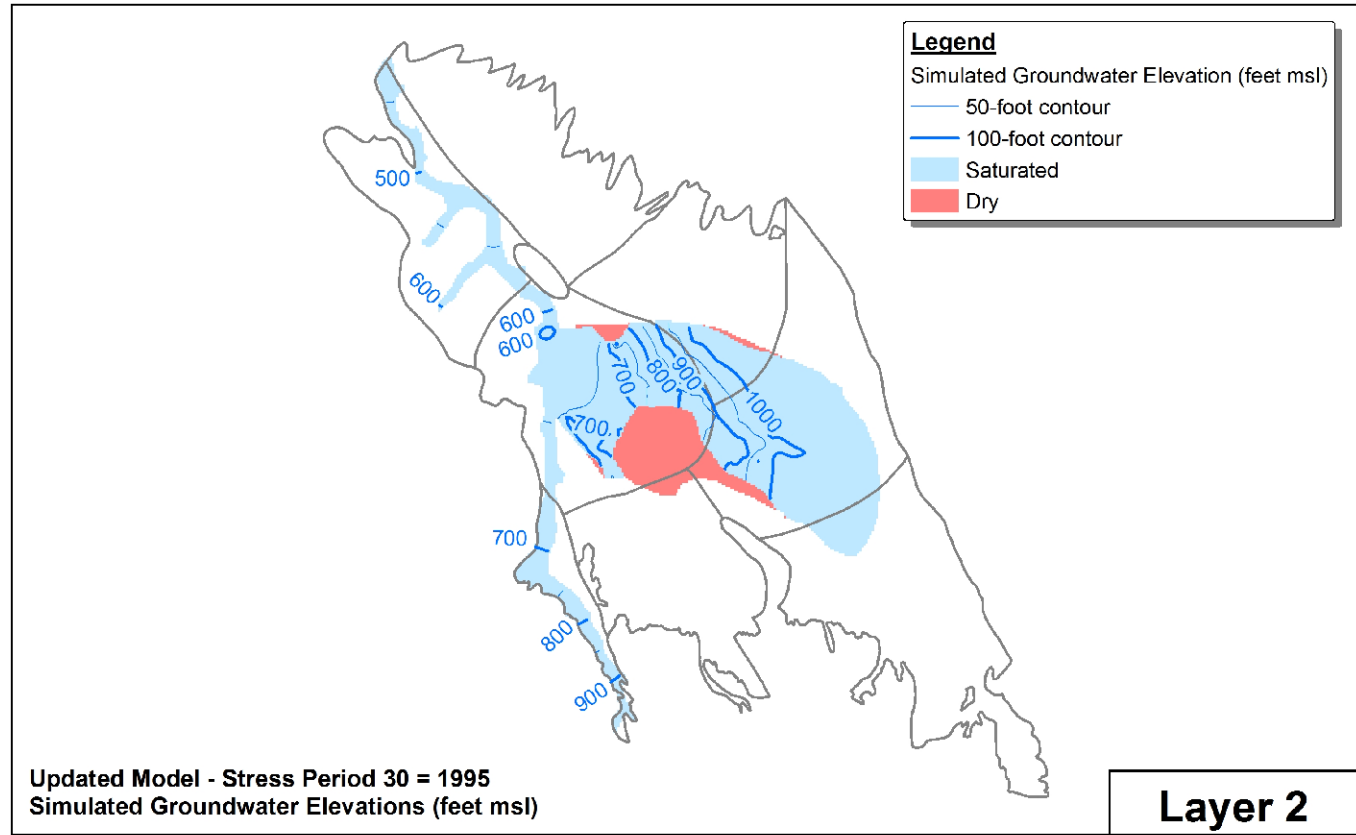 Legend
Simulated Groundwater Elevation (feet msl)
50-foot contour
100-foot contour
Saturated
Dry
500
600
600
600
700
800
900
1000
700
700
800
900
Updated Model - Stress Period 30 = 1995
Simulated Groundwater Elevations (feet msl)
Layer 2